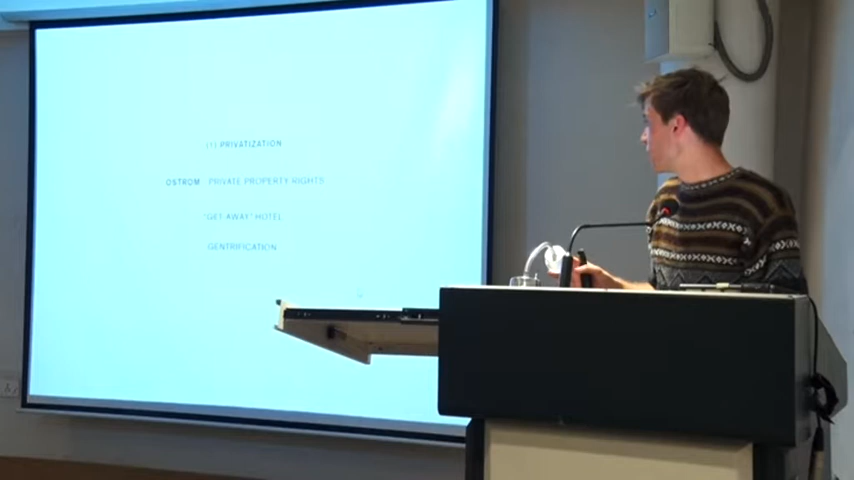 (1) PRIVATIZATION
OSTROM PRIVATE PROPERTY RIGHTS
"GET-AWAY" HOTEL
GENTRIFICATION